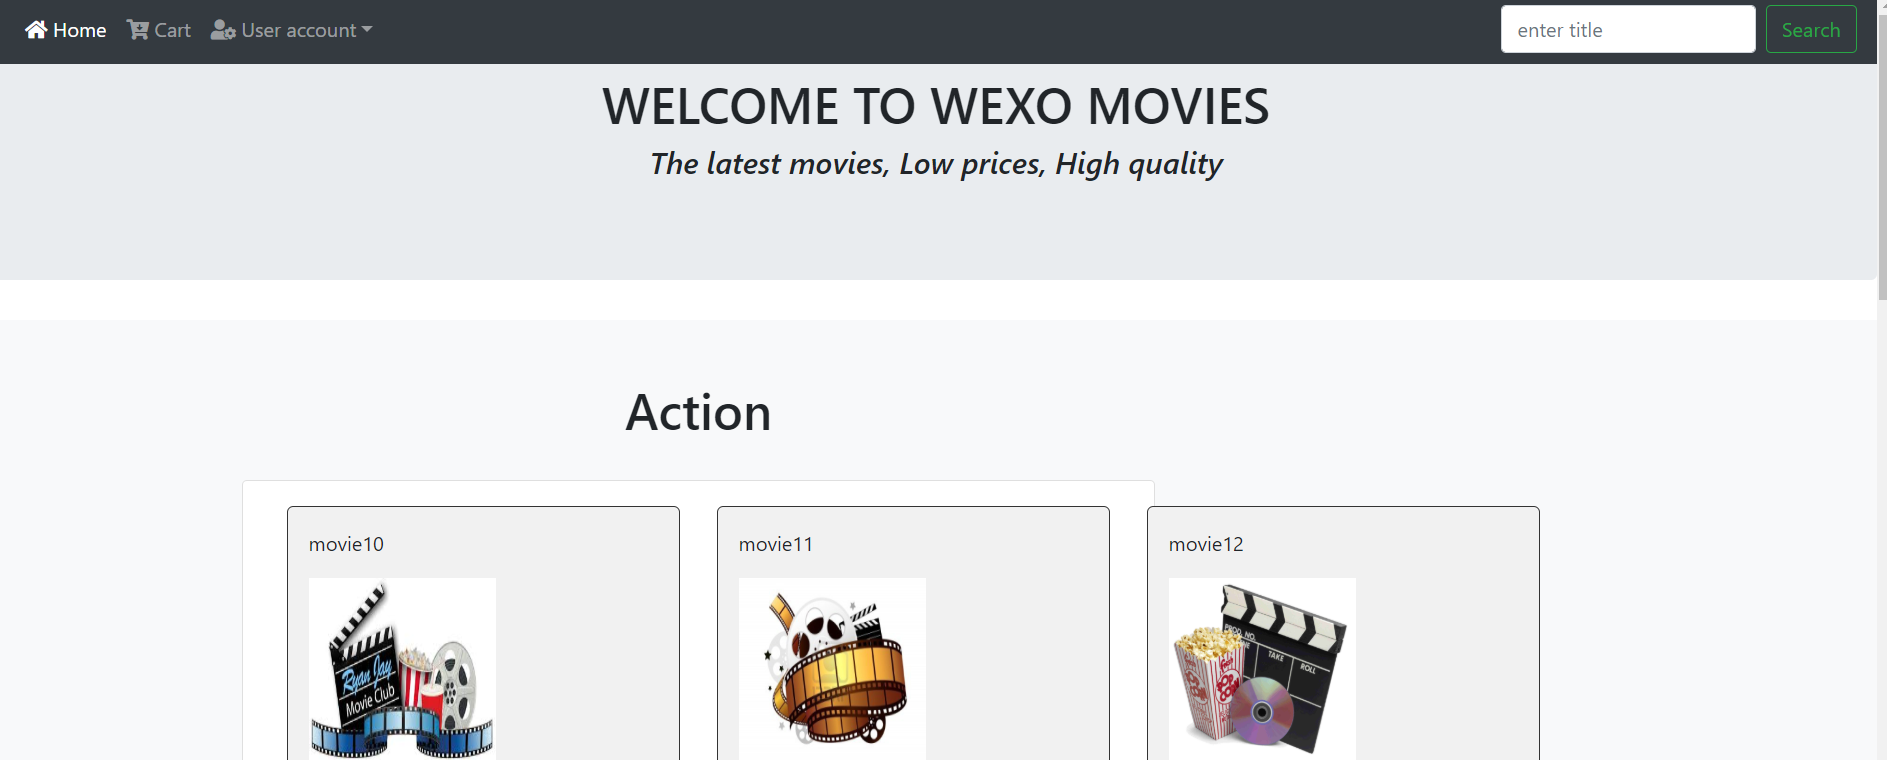 Home Cart User account enter title Search
WELCOME TO WEXO MOVIES
The latest movies, Low prices, High quality
Action
movie10 movie11 movie12
Ryan Jay
Movie Club
PROD. NO.
TAKE ROLL